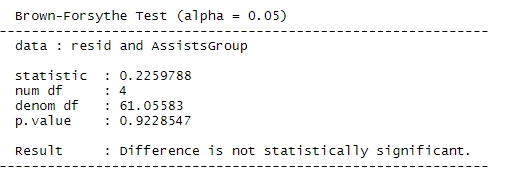 Brown-Forsythe Test (alpha = 0.05)
-------------------------------------------------------------
data : resid and AssistsGroup
statistic : 0.2259788
num df : 4
denom df : 61.05583
p.value : 0.9228547
Result : Difference is not statistically significant.
-------------------------------------------------------------